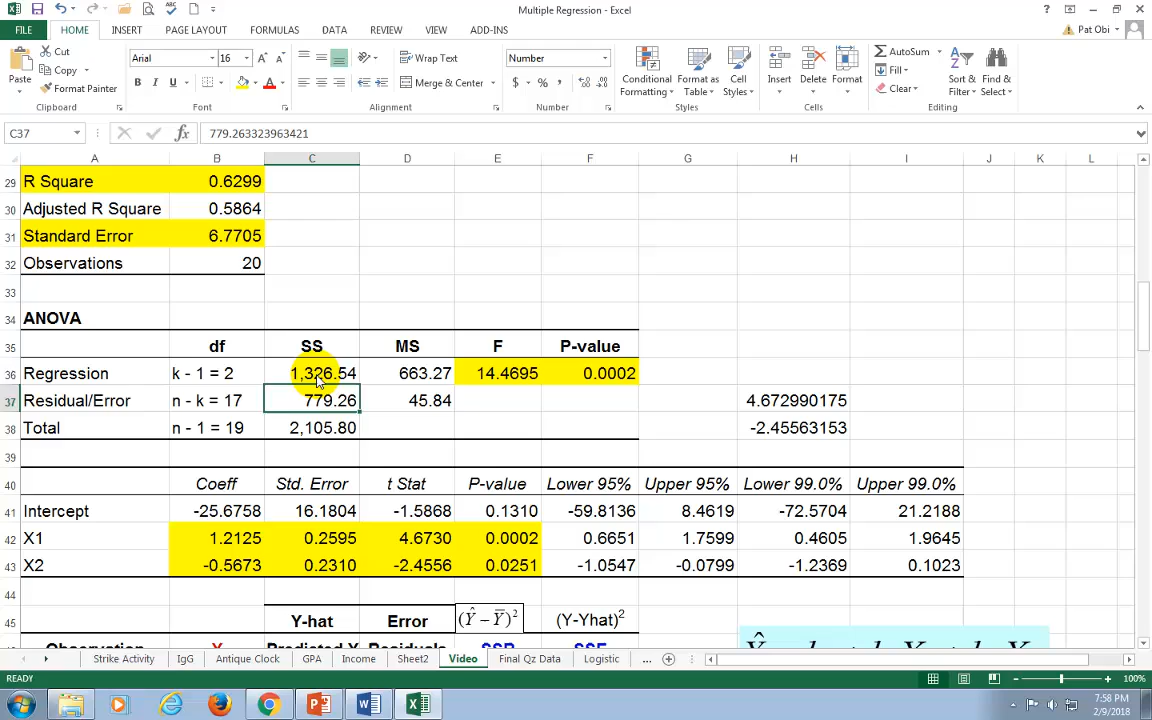 Multiple Regression - Excel
FILE HOME INSERT PAGE LAYOUT FORMULAS DATA REVIEW VIEW ADD-INS Pat Obi
Paste Cut Copy Format Painter Clipboard
Arial 16 B I U Font
Wrap Text Merge & Center Alignment
Number $ % , Number
Conditional Formatting Format as Table Cell Styles Styles
Insert Delete Format Cells
AutoSum Fill Clear Sort & Filter Find & Select Editing
C37 fx 779.263323963421
A B C D E F G H I J K L
29 R Square 0.6299
30 Adjusted R Square 0.5864
31 Standard Error 6.7705
32 Observations 20
33
34 ANOVA
35 df SS MS F P-value
36 Regression k - 1 = 2 1,326.54 663.27 14.4695 0.0002
37 Residual/Error n - k = 17 779.26 45.84 4.672990175
38 Total n - 1 = 19 2,105.80 -2.45563153
39
40 Coeff Std. Error t Stat P-value Lower 95% Upper 95% Lower 99.0% Upper 99.0%
41 Intercept -25.6758 16.1804 -1.5868 0.1310 -59.8136 8.4619 -72.5704 21.2188
42 X1 1.2125 0.2595 4.6730 0.0002 0.6651 1.7599 0.4605 1.9645
43 X2 -0.5673 0.2310 -2.4556 0.0251 -1.0547 -0.0799 -1.2369 0.1023
44
45 Y-hat Error (Ŷ − Ȳ)² (Y-Yhat)²
Observation Y Predicted Y Residuals SSR SSE
Strike Activity IgG Antique Clock GPA Income Sheet2 Video Final Qz Data Logistic ...
READY 100%
7:58 PM
2/9/2018